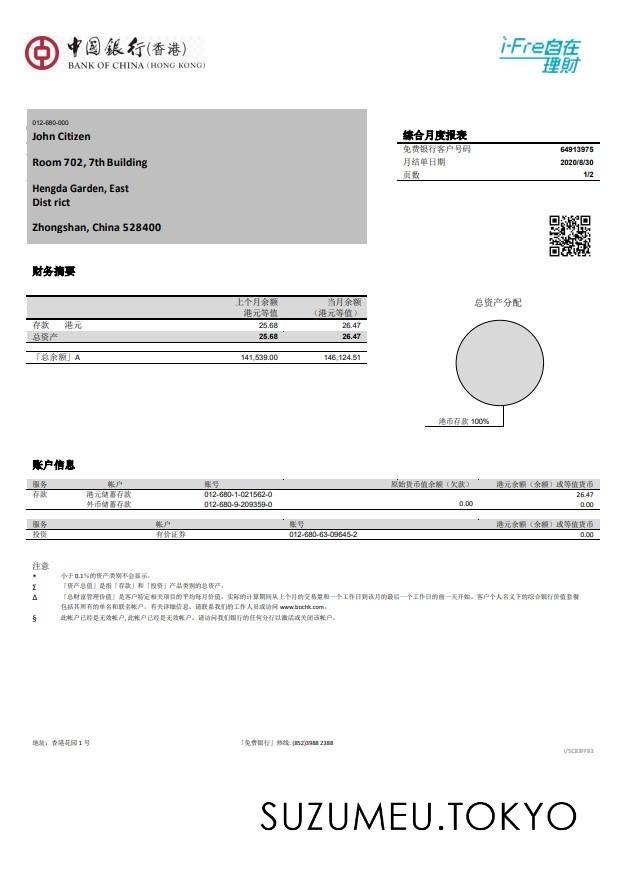 中國銀行(香港)
BANK OF CHINA (HONG KONG)
i-Fre自在
理財
012-680-000
John Citizen
Room 702, 7th Building
Hengda Garden, East
Dist rict
Zhongshan, China 528400
綜合月度报表
免费银行客户号码 64913975
月结单日期 2020/8/30
页数 1/2
财务摘要
上个月余额 当月余额
港元等值 (港元等值)
存款 港元 25.68 26.47
总资产 25.68 26.47
「总余额」A 141,539.00 146,124.51
总资产分配
港币存款 100%
账户信息
服务 帐户 账号 原始货币值余额(欠款) 港元余额(余额)或等值货币
存款 港元储蓄存款 012-680-1-021562-0 26.47
外币储蓄存款 012-680-9-209359-0 0.00 0.00
服务 帐户 账号 港元余额(余额)或等值货币
投资 有价证券 012-680-63-09645-2 0.00
注意
* 小于 0.1%的资产类别不会显示。
Σ 「资产总值」是指「存款」和「投资」产品类别的总资产。
Δ 「总财富管理价值」是客户特定相关项目的平均每月价值。实际的计算期间从上个月的交易量和一个工作日到该月的最后一个工作日的前一天开始。客户个人名义下的综合银行价值套餐
包括其所有的单名和联名帐户。有关详细信息，请联系我们的工作人员或访问 www.bochk.com。
§ 此帐户已经是无效帐户, 此帐户已经是无效帐户。请访问我们银行的任何分行以激活或关闭该帐户。
地址：香港花园 1 号 「免费银行」热线: (852)3988 2388
SUZUMEU.TOKYO